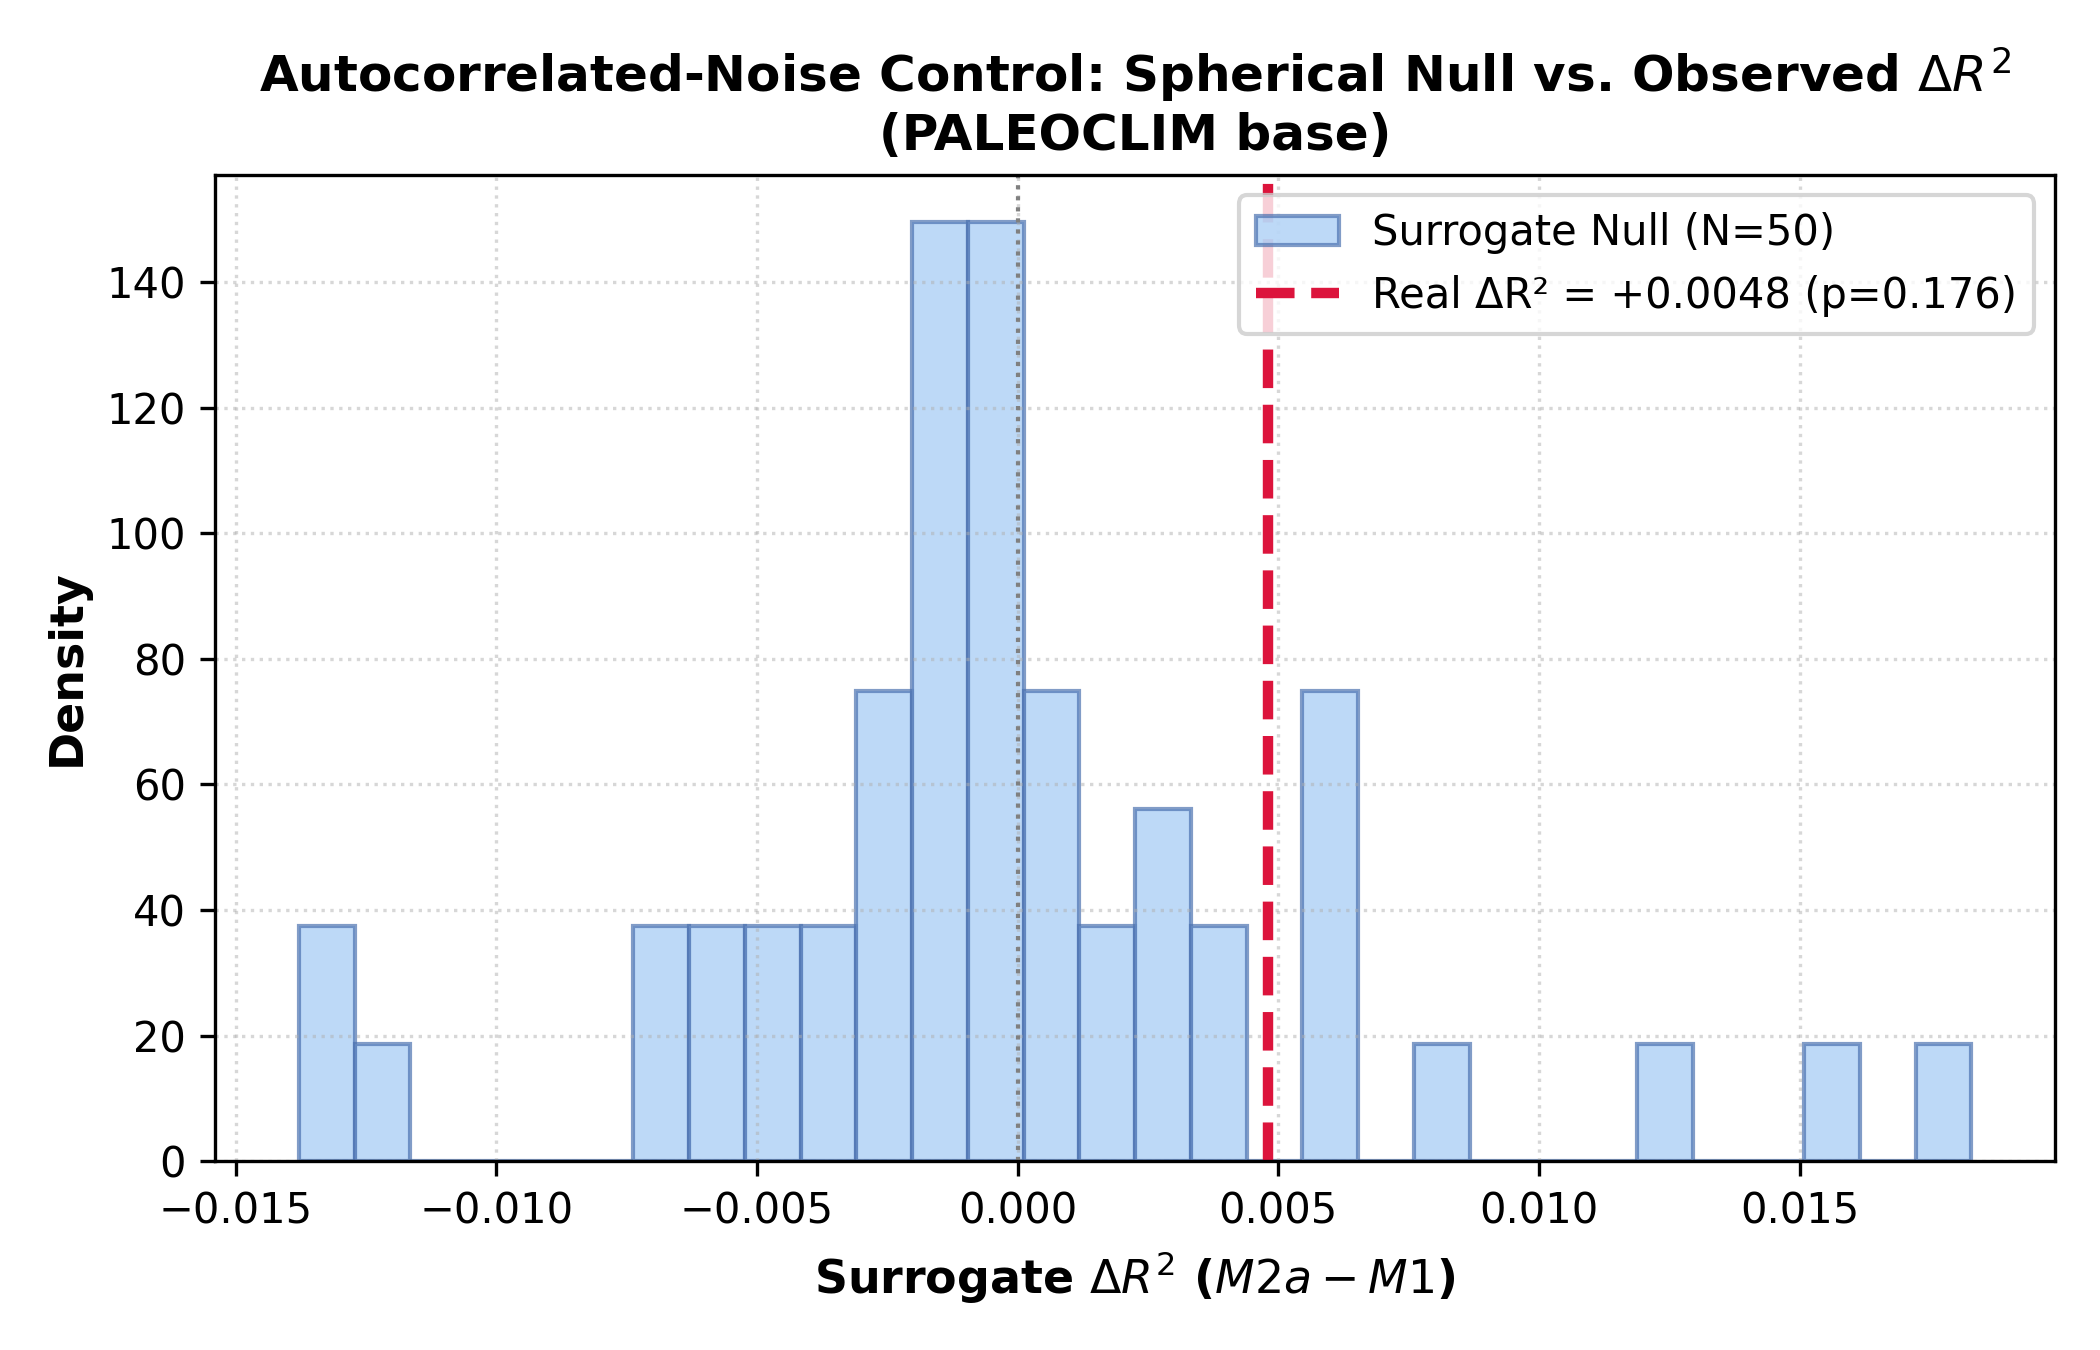 Autocorrelated-Noise Control: Spherical Null vs. Observed ΔR²
(PALEOCLIM base)
Surrogate Null (N=50)
Real ΔR² = +0.0048 (p=0.176)
Density
140
120
100
80
60
40
20
0
−0.015
−0.010
−0.005
0.000
0.005
0.010
0.015
Surrogate ΔR² (M2a − M1)